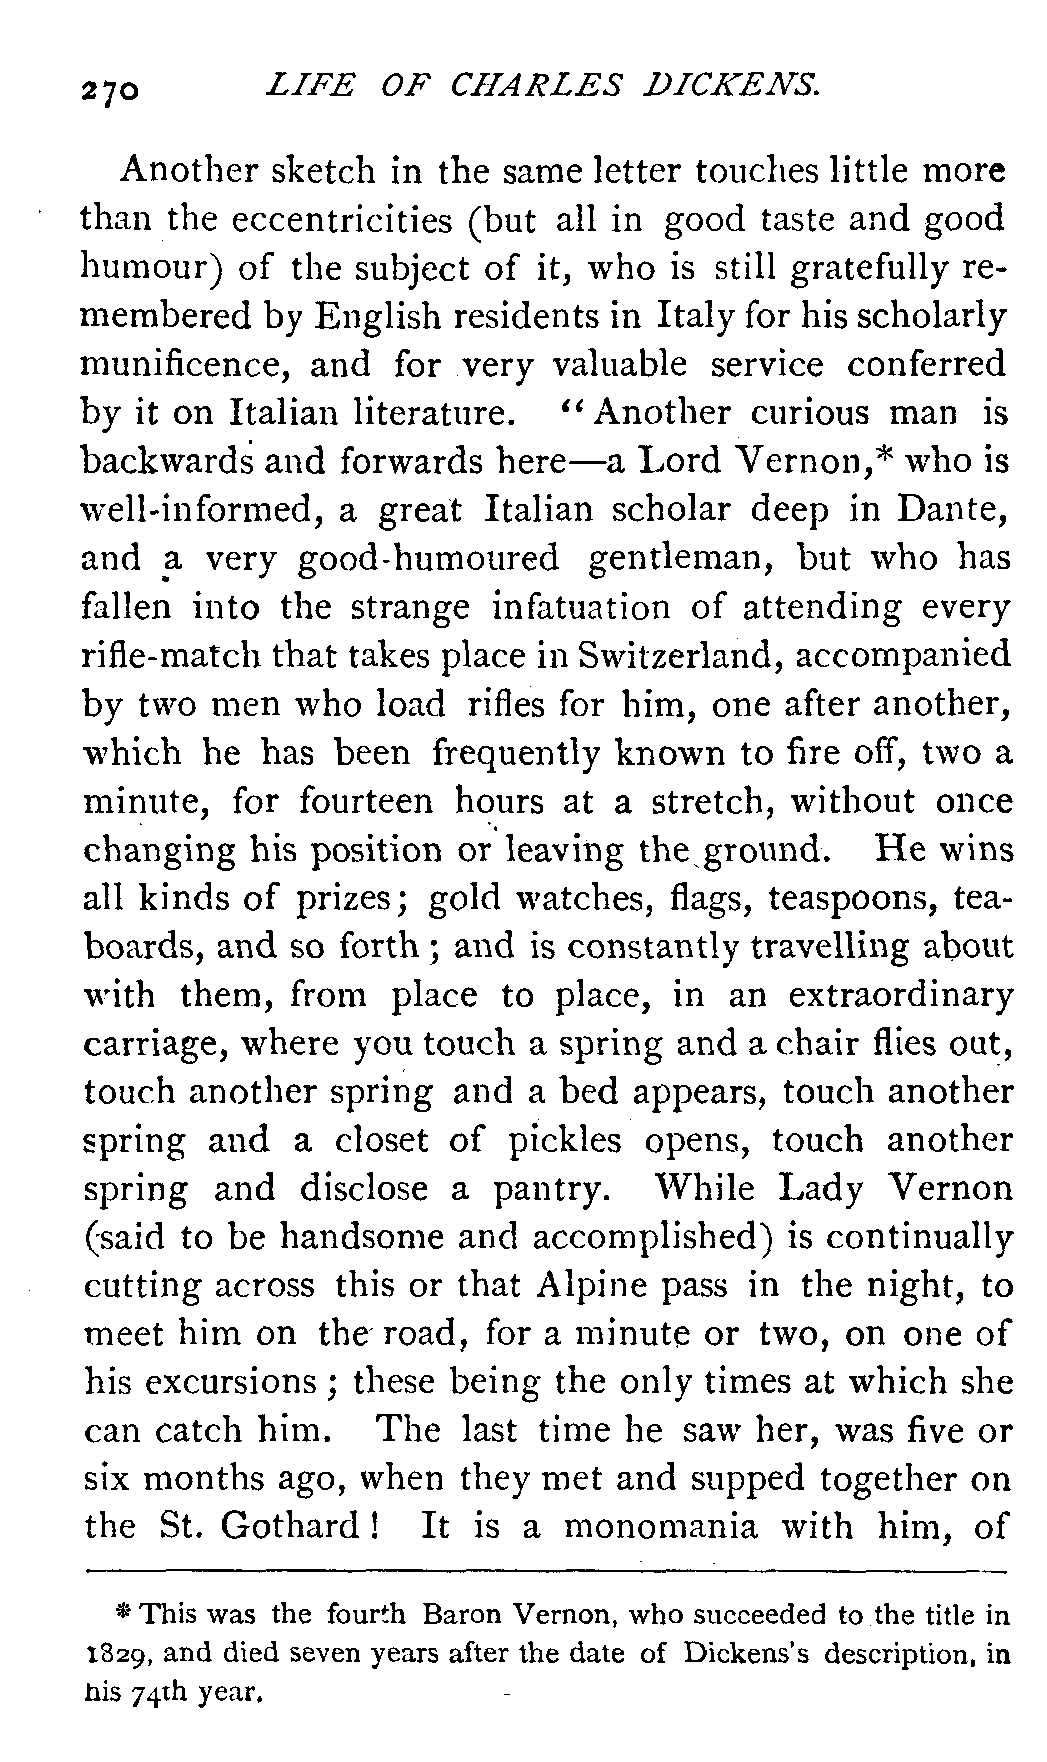 270 LIFE OF CHARLES DICKENS.
Another sketch in the same letter touches little more
than the eccentricities (but all in good taste and good
humour) of the subject of it, who is still gratefully re-
membered by English residents in Italy for his scholarly
munificence, and for very valuable service conferred
by it on Italian literature. “Another curious man is
backwards and forwards here—a Lord Vernon,* who is
well-informed, a great Italian scholar deep in Dante,
and a very good-humoured gentleman, but who has
fallen into the strange infatuation of attending every
rifle-match that takes place in Switzerland, accompanied
by two men who load rifles for him, one after another,
which he has been frequently known to fire off, two a
minute, for fourteen hours at a stretch, without once
changing his position or leaving the ground. He wins
all kinds of prizes; gold watches, flags, teaspoons, tea-
boards, and so forth; and is constantly travelling about
with them, from place to place, in an extraordinary
carriage, where you touch a spring and a chair flies out,
touch another spring and a bed appears, touch another
spring and a closet of pickles opens, touch another
spring and disclose a pantry. While Lady Vernon
(said to be handsome and accomplished) is continually
cutting across this or that Alpine pass in the night, to
meet him on the road, for a minute or two, on one of
his excursions; these being the only times at which she
can catch him. The last time he saw her, was five or
six months ago, when they met and supped together on
the St. Gothard! It is a monomania with him, of
* This was the fourth Baron Vernon, who succeeded to the title in
1829, and died seven years after the date of Dickens's description, in
his 74th year.